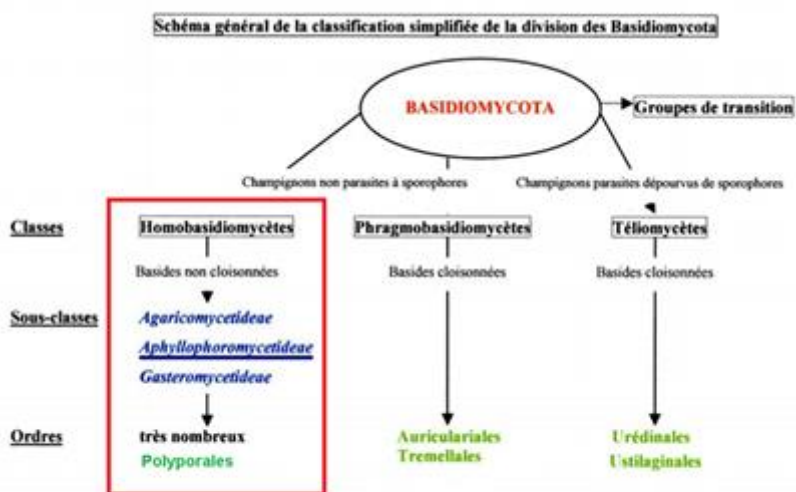 Schéma général de la classification simplifiée de la division des Basidiomycota
BASIDIOMYCOTA
Groupes de transition
Champignons non parasites à sporophores
Champignons parasites dépourvus de sporophores
Classes
Homobasidiomycètes
Phragmobasidiomycètes
Téliomycètes
Basides non cloisonnées
Basides cloisonnées
Basides cloisonnées
Sous-classes
Agaricomycetideae
Aphyllophoromycetideae
Gasteromycetideae
Ordres
très nombreux
Polyporales
Auriculariales
Tremellales
Urédinales
Ustilaginales